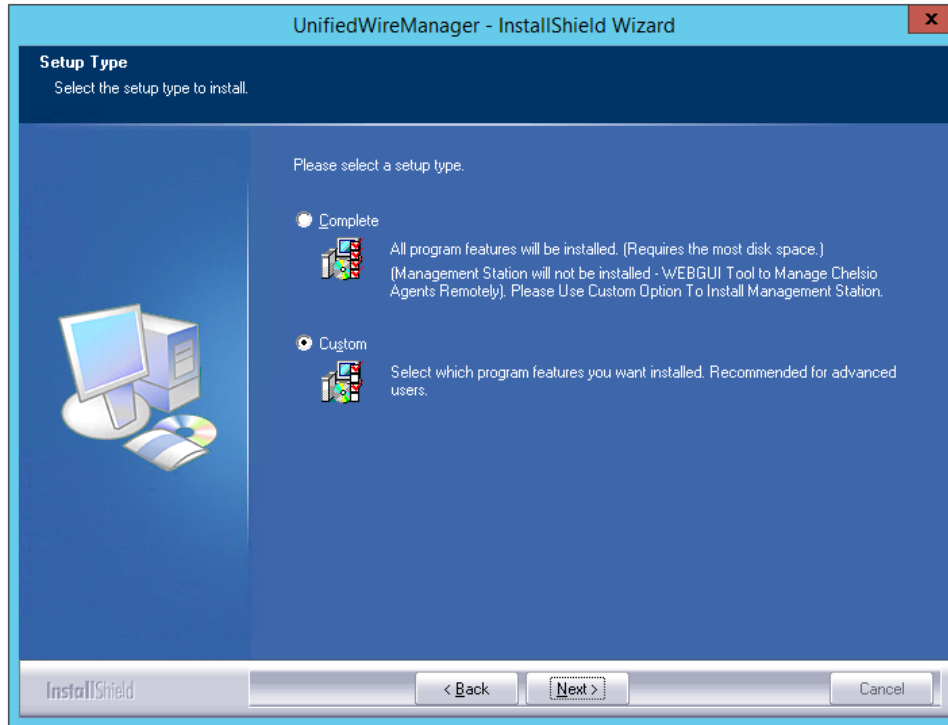 UnifiedWireManager - InstallShield Wizard
x
Setup Type
Select the setup type to install.
Please select a setup type.
Complete
All program features will be installed. (Requires the most disk space.)
(Management Station will not be installed - WEBGUI Tool to Manage Chelsio
Agents Remotely). Please Use Custom Option To Install Management Station.
Custom
Select which program features you want installed. Recommended for advanced
users.
InstallShield
< Back
Next >
Cancel